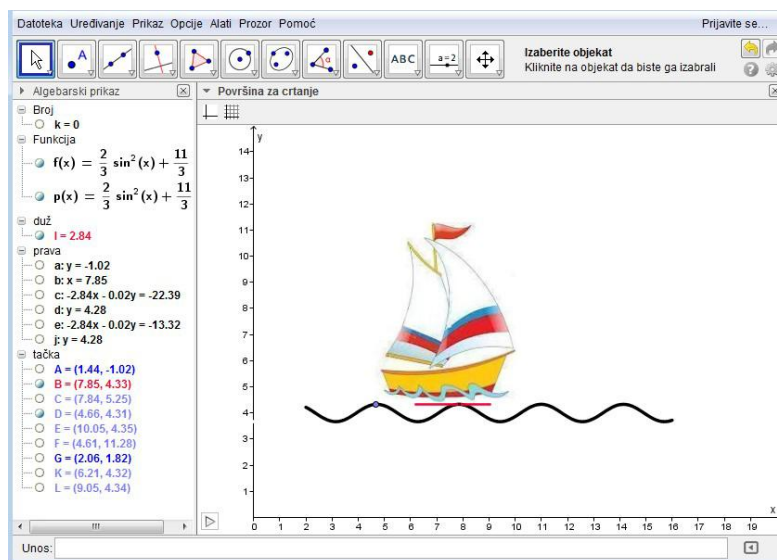 Datoteka Uređivanje Prikaz Opcije Alati Prozor Pomoć Prijavite se...
ABC a=2 Izaberite objekat
Kliknite na objekat da biste ga izabrali
Algebarski prikaz
Broj
k = 0
Funkcija
f(x) = 2/3 sin²(x) + 11/3
p(x) = 2/3 sin²(x) + 11/3
duž
l = 2.84
prava
a: y = -1.02
b: x = 7.85
c: -2.84x - 0.02y = -22.39
d: y = 4.28
e: -2.84x - 0.02y = -13.32
j: y = 4.28
tačka
A = (1.44, -1.02)
B = (7.85, 4.33)
C = (7.84, 5.25)
D = (4.66, 4.31)
E = (10.05, 4.35)
F = (4.61, 11.28)
G = (2.06, 1.82)
K = (6.21, 4.32)
L = (9.05, 4.34)
Površina za crtanje
y
14
13
12
11
10
9
8
7
6
5
4
3
2
1
x
0 1 2 3 4 5 6 7 8 9 10 11 12 13 14 15 16 17 18 19
Unos: